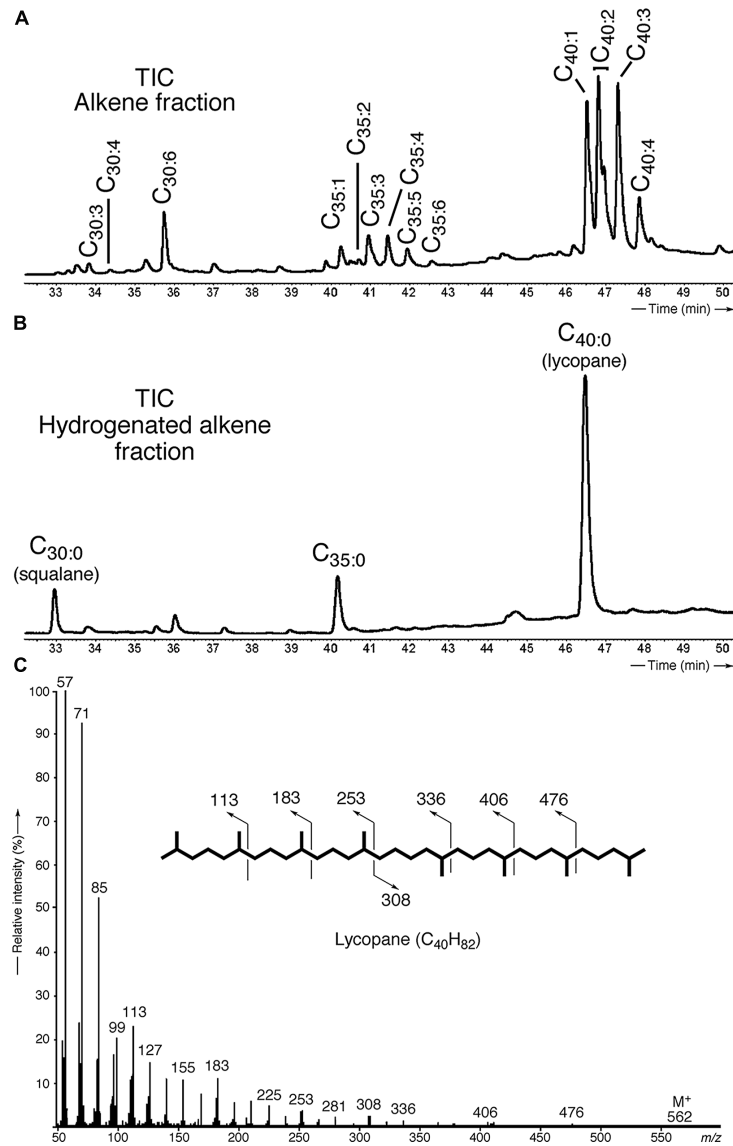 A
TIC
Alkene fraction
C30:3
C30:4
C30:6
C35:1
C35:2
C35:3
C35:4
C35:5
C35:6
C40:1
C40:2
C40:3
C40:4
33 34 35 36 37 38 39 40 41 42 43 44 45 46 47 48 49 50
Time (min)
B
TIC
Hydrogenated alkene
fraction
C30:0
(squalane)
C35:0
C40:0
(lycopane)
33 34 35 36 37 38 39 40 41 42 43 44 45 46 47 48 49 50
Time (min)
C
Relative intensity (%)
100
90
80
70
60
50
40
30
20
10
57
71
85
99
113
127
155
183
225
253
281
308
336
406
476
M+
562
113 183 253 336 406 476
308
Lycopane (C40H82)
50 100 150 200 250 300 350 400 450 500 550 m/z